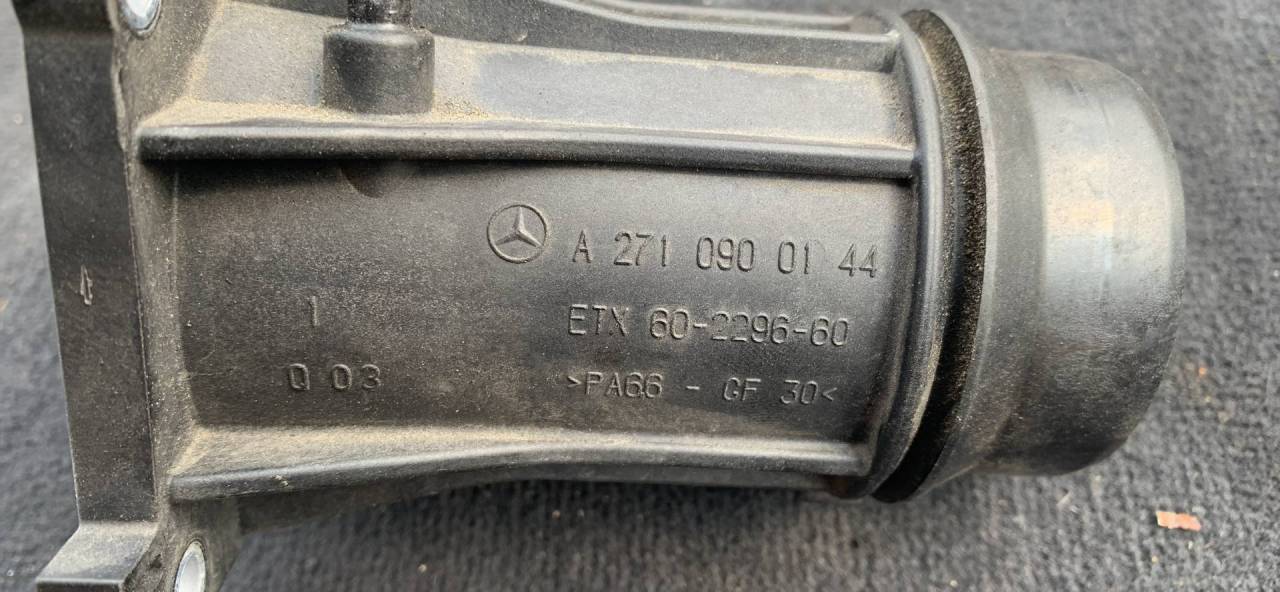 A 271 090 01 44
ETX 60-2296-60
>PA66 - GF 30<
1
Q 03